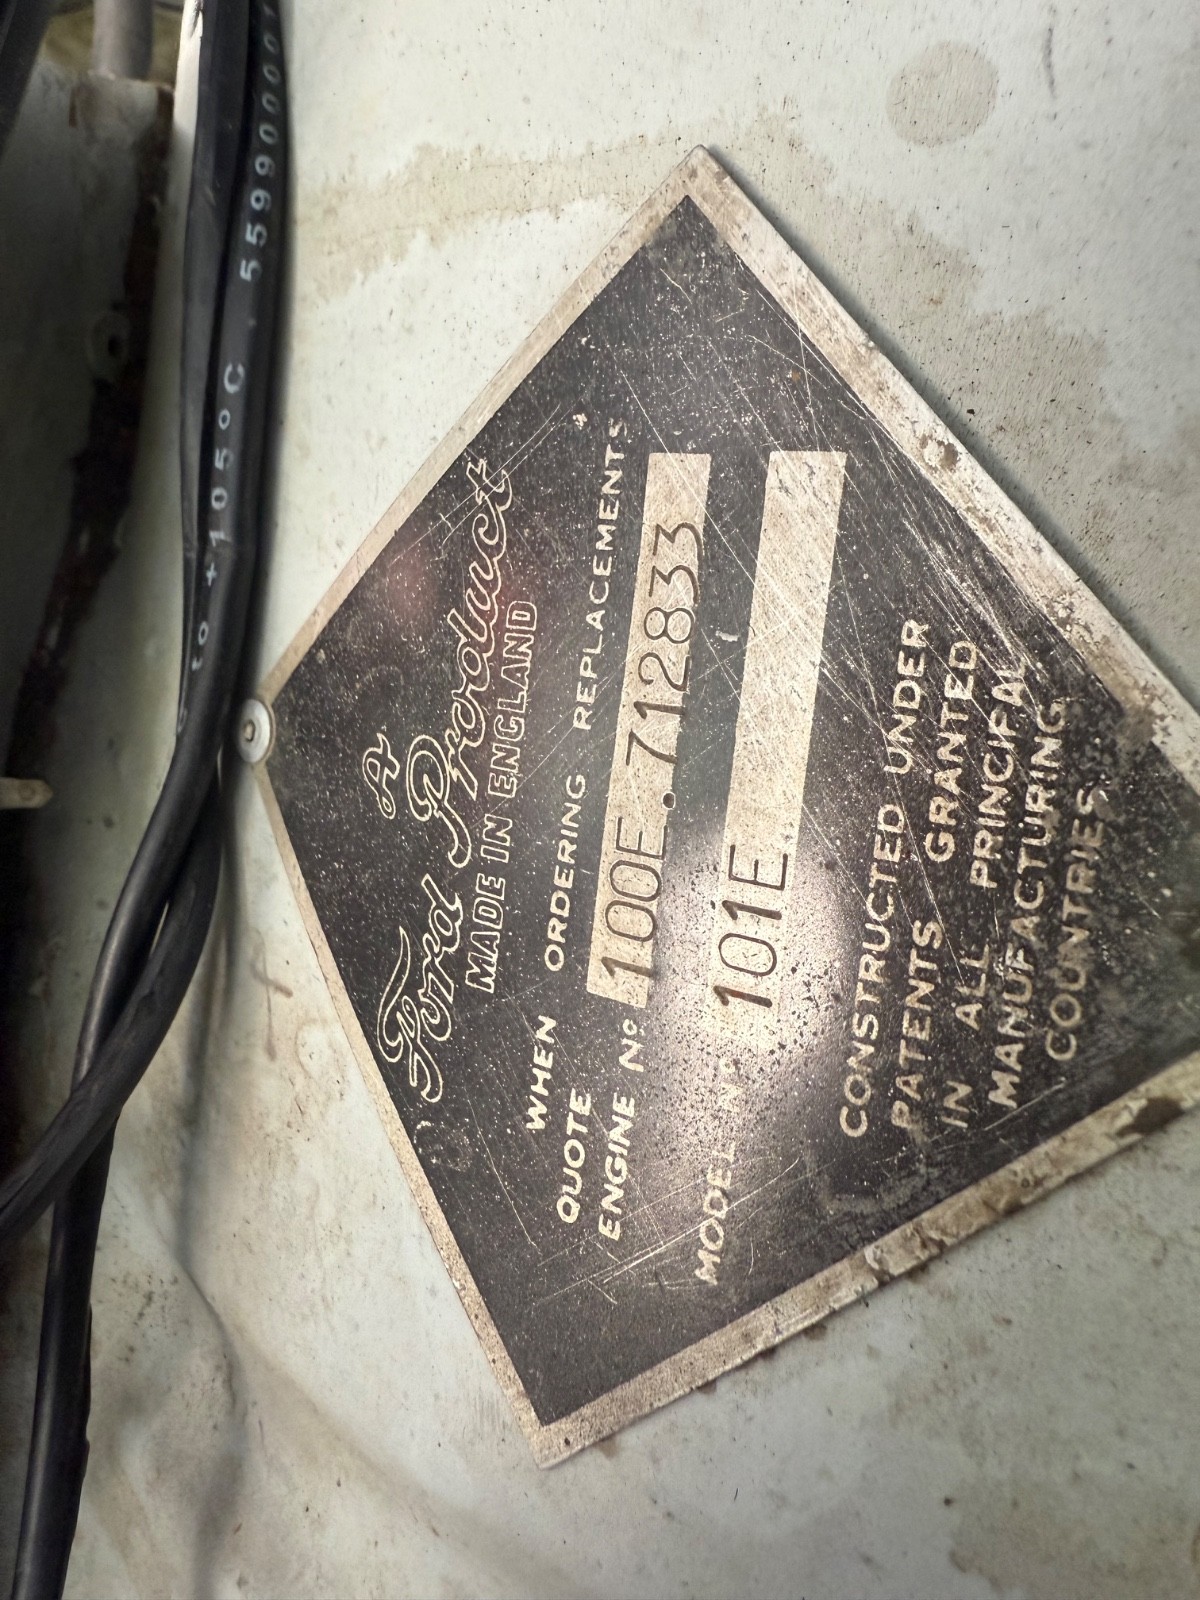 A
Ford Product
MADE IN ENGLAND
WHEN ORDERING REPLACEMENTS
QUOTE
ENGINE No 100E.712833
MODEL No 101E
CONSTRUCTED UNDER
PATENTS GRANTED
IN ALL PRINCIPAL
MANUFACTURING
COUNTRIES
+105°C 5599000